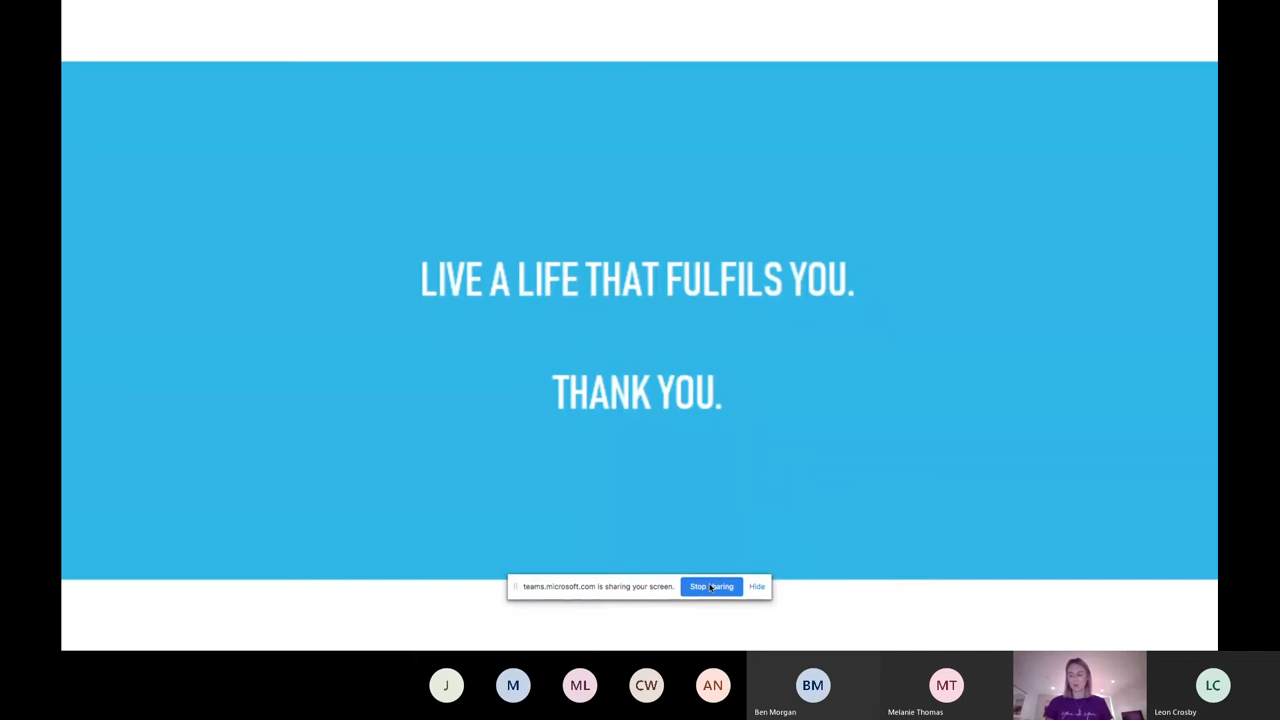 LIVE A LIFE THAT FULFILS YOU.
THANK YOU.
teams.microsoft.com is sharing your screen. Stop sharing Hide
J M ML CW AN BM MT LC
Ben Morgan Melanie Thomas Leon Crosby